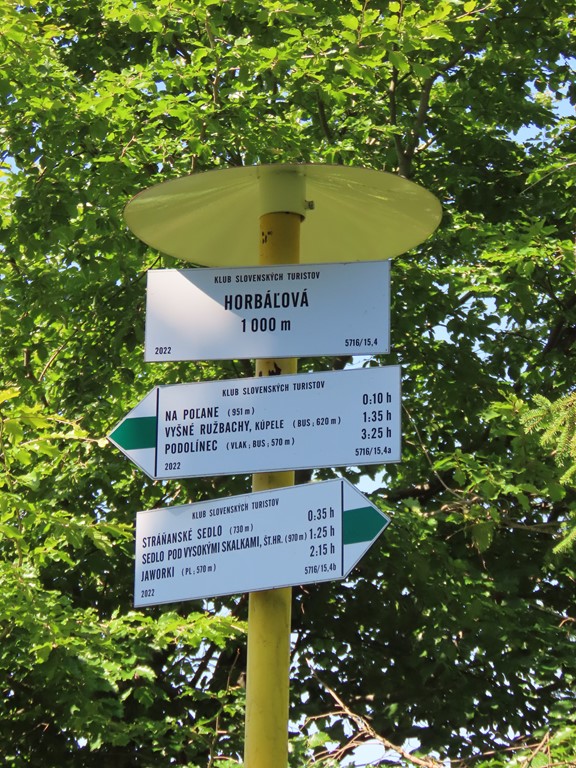 KLUB SLOVENSKÝCH TURISTOV
HORBÁĽOVÁ
1 000 m
2022 5716/15,4
KLUB SLOVENSKÝCH TURISTOV
NA POĽANE (951 m) 0:10 h
VYŠNÉ RUŽBACHY, KÚPELE (BUS; 620 m) 1:35 h
PODOLÍNEC (VLAK; BUS; 570 m) 3:25 h
2022 5716/15,4a
KLUB SLOVENSKÝCH TURISTOV
STRÁŇANSKÉ SEDLO (730 m) 0:35 h
SEDLO POD VYSOKÝMI SKALKAMI, ŠT.HR. (970 m) 1:25 h
JAWORKI (PL; 570 m) 2:15 h
2022 5716/15,4b